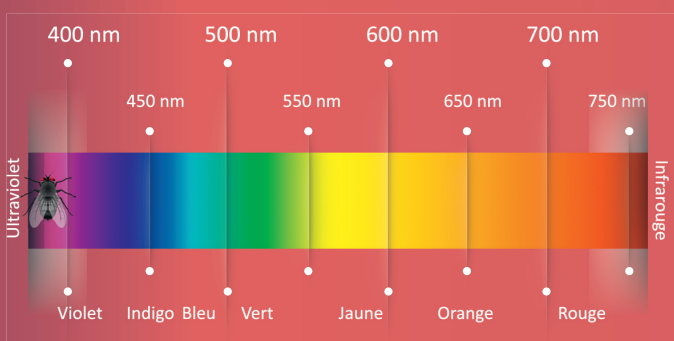 400 nm 500 nm 600 nm 700 nm
450 nm 550 nm 650 nm 750 nm
Ultraviolet
Infrarouge
Violet Indigo Bleu Vert Jaune Orange Rouge